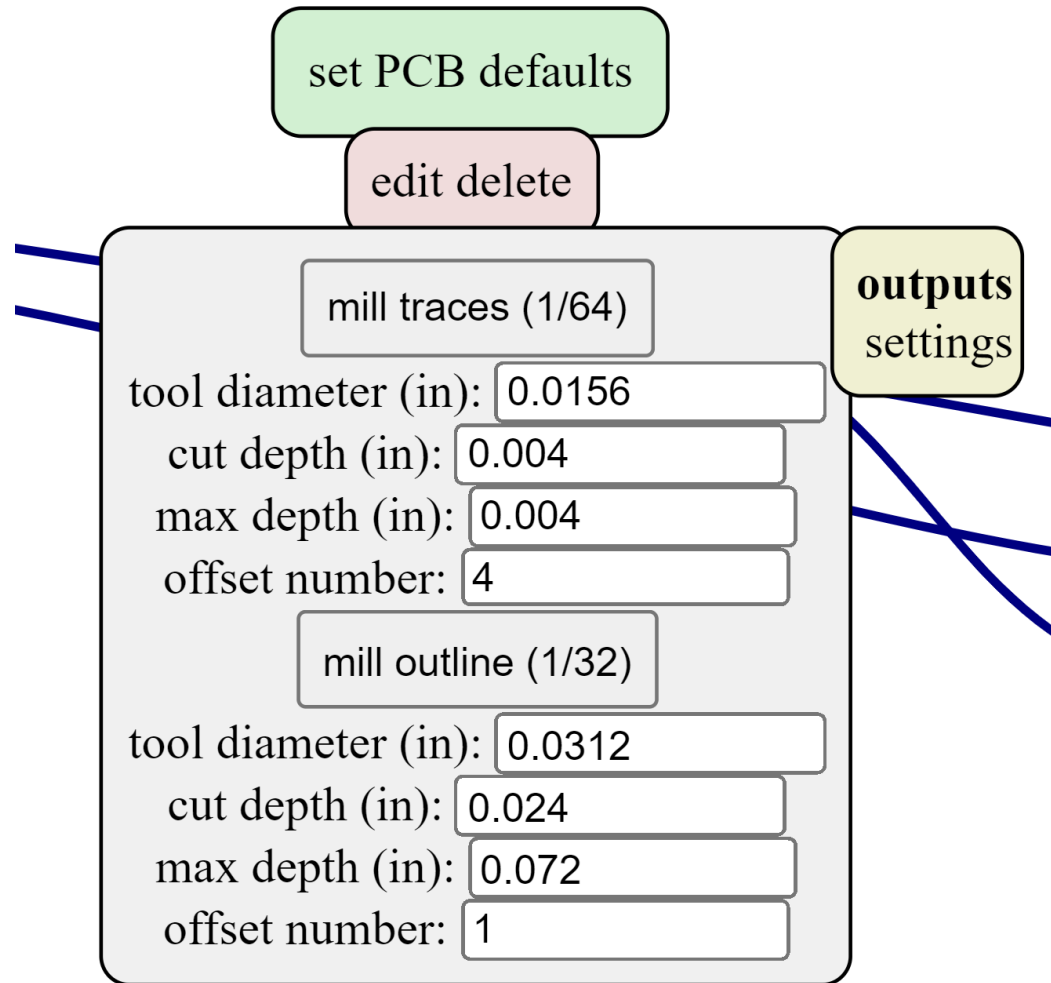 set PCB defaults
edit delete
outputs
settings
mill traces (1/64)
tool diameter (in): 0.0156
cut depth (in): 0.004
max depth (in): 0.004
offset number: 4
mill outline (1/32)
tool diameter (in): 0.0312
cut depth (in): 0.024
max depth (in): 0.072
offset number: 1